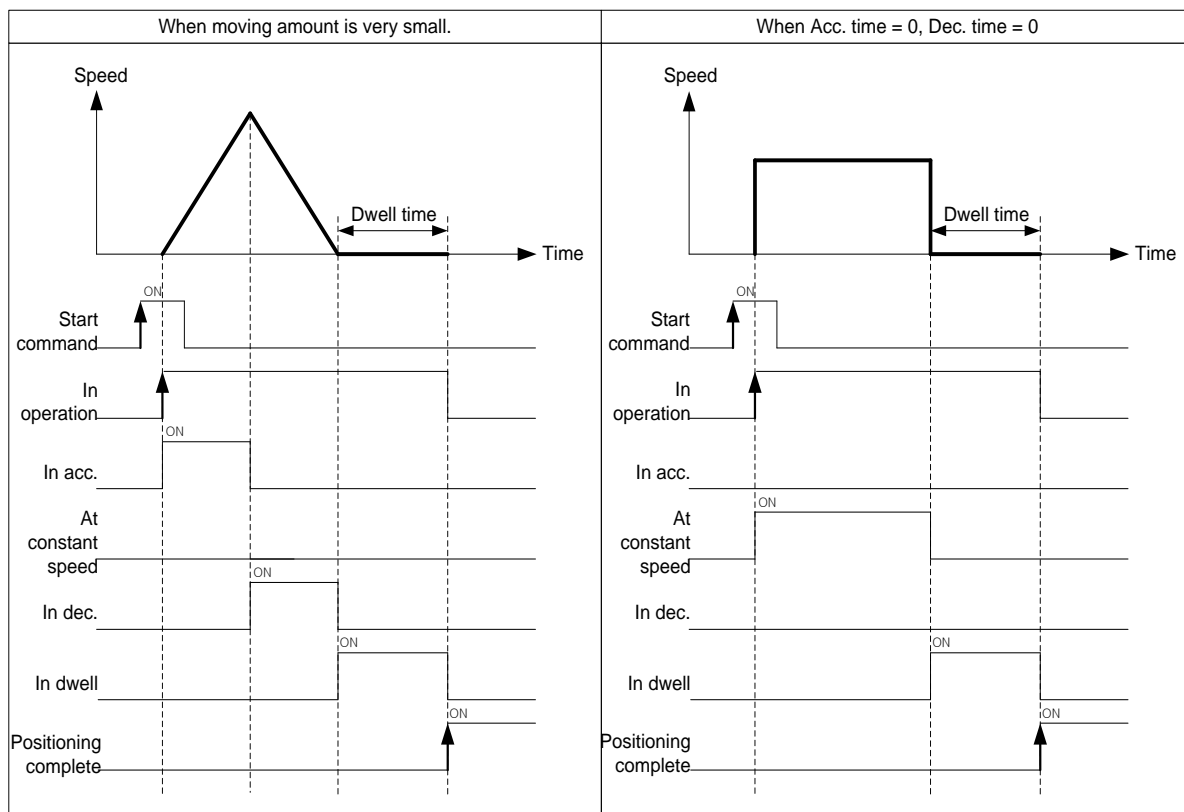 When moving amount is very small.
Speed
Dwell time
Time
ON
Start
command
In
operation
ON
In acc.
At
constant
speed
ON
In dec.
ON
In dwell
ON
Positioning
complete
When Acc. time = 0, Dec. time = 0
Speed
Dwell time
Time
ON
Start
command
In
operation
In acc.
ON
At
constant
speed
In dec.
ON
In dwell
ON
Positioning
complete